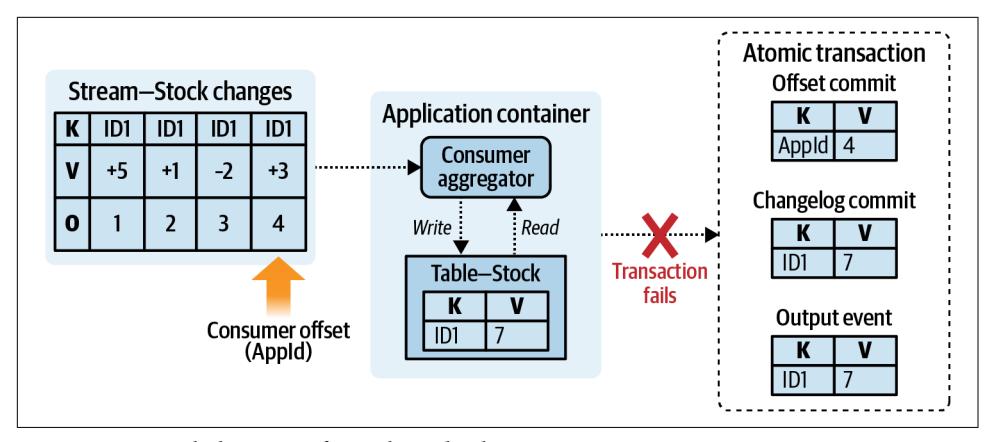 Stream—Stock changes
K ID1 ID1 ID1 ID1
V +5 +1 -2 +3
O 1 2 3 4
Consumer offset
(AppId)
Application container
Consumer
aggregator
Write
Read
Table—Stock
K V
ID1 7
Transaction
fails
Atomic transaction
Offset commit
K V
AppId 4
Changelog commit
K V
ID1 7
Output event
K V
ID1 7